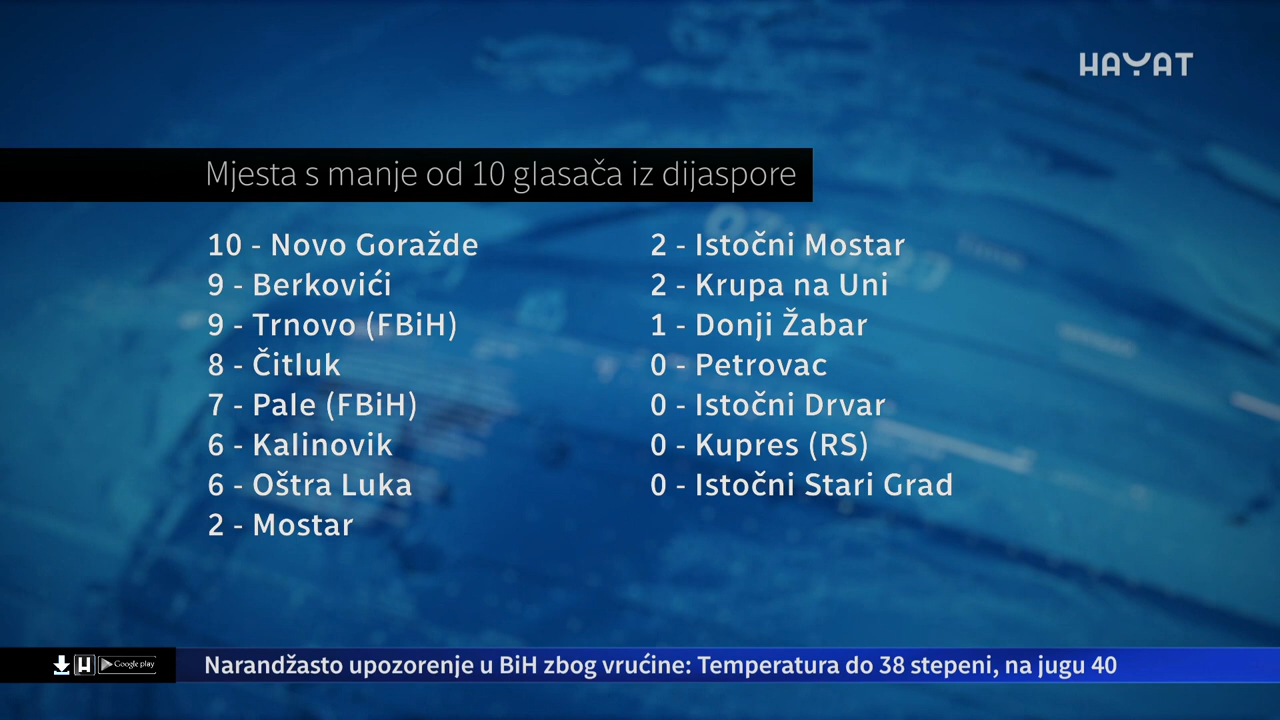 HAYAT
Mjesta s manje od 10 glasača iz dijaspore
10 - Novo Goražde
9 - Berkovići
9 - Trnovo (FBiH)
8 - Čitluk
7 - Pale (FBiH)
6 - Kalinovik
6 - Oštra Luka
2 - Mostar
2 - Istočni Mostar
2 - Krupa na Uni
1 - Donji Žabar
0 - Petrovac
0 - Istočni Drvar
0 - Kupres (RS)
0 - Istočni Stari Grad
H Google play
Narandžasto upozorenje u BiH zbog vrućine: Temperatura do 38 stepeni, na jugu 40